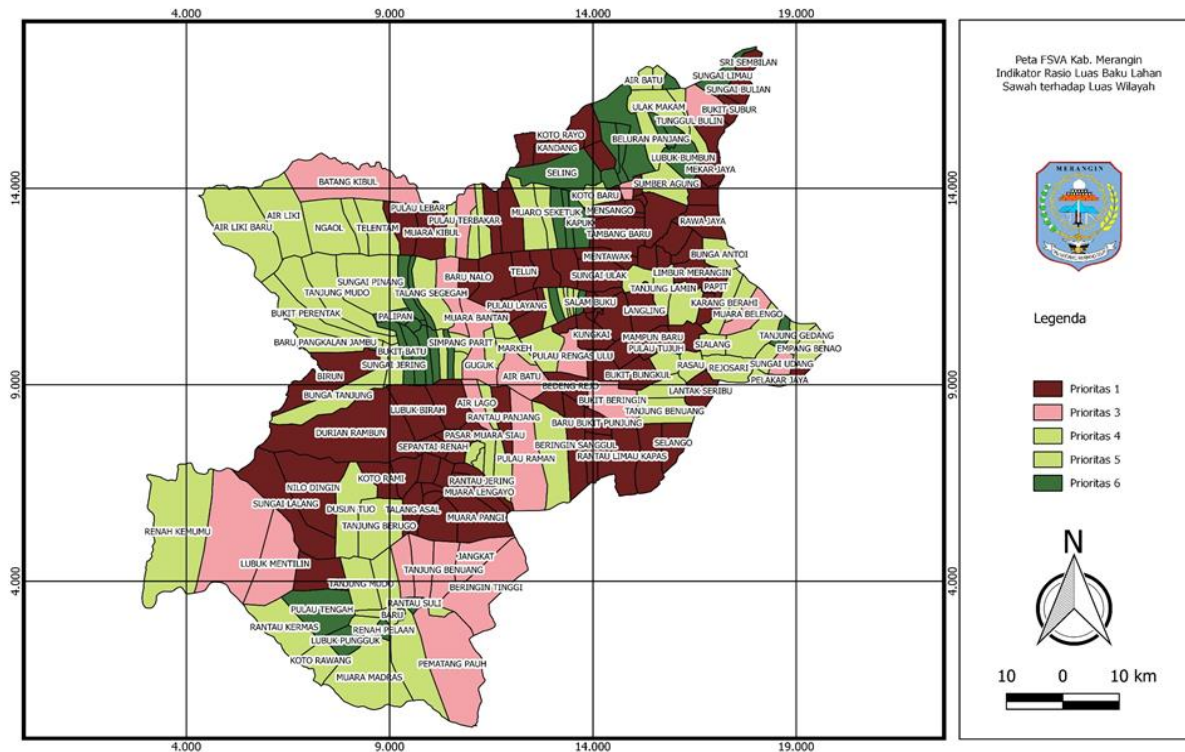 4.000 9.000 14.000 19.000
Peta FSVA Kab. Merangin
Indikator Rasio Luas Baku Lahan
Sawah terhadap Luas Wilayah
SRI SEMBILAN
SUNGAI LIMAU
AIR BATU
SUNGAI BULIAN
ULAK MAKAM
BUKIT SUBUR
TUNGGUL BULIN
KOTO RAYO
BELURAN PANJANG
KANDANG
LUBUK BUMBUN
MEKAR JAYA
SELING
SUMBER AGUNG
MERANGIN
14.000
14.000
BATANG KIBUL
KOTO BARU
PULAU LEBAR
MUARO SEKETUK
MENSANGO
AIR LIKI
PULAU TERBAKAR
KAPUK
RAWA JAYA
AIR LIKI BARU
NGAOL
TELENTAM
MUARA KIBUL
TAMBANG BARU
MENTAWAK
BUNGA ANTOI
TELUN
LIMBUR MERANGIN
SUNGAI PINANG
BARU NALO
SUNGAI ULAK
PAPIT
TANJUNG MUDO
TALANG SEGEGAH
TANJUNG LAMIN
PULAU LAYANG
SALAM BUKU
KARANG BERAHI
BUKIT PERENTAK
PALIPAN
MUARA BANTAN
LANGLING
MUARA BELENGO
Legenda
KUNGKAI
MAMPUN BARU
TANJUNG GEDANG
BARU PANGKALAN JAMBU
SIMPANG PARIT
MARKEH
PULAU TUJUH
SIALANG
EMPANG BENAO
BUKIT BATU
PULAU RENGAS ULU
SUNGAI JERING
GUGUK
RASAU
REJOSARI
SUNGAI UDANG
BIRUN
AIR BATU
BUKIT BUNGKUL
PELAKAR JAYA
9.000
9.000
BEDENG REJO
LANTAK SERIBU
Prioritas 1
BUNGA TANJUNG
AIR LAGO
BUKIT BERINGIN
LUBUK BIRAH
RANTAU PANJANG
TANJUNG BENUANG
Prioritas 3
BARU BUKIT PUNJUNG
DURIAN RAMBUN
PASAR MUARA SIAU
SELANGO
Prioritas 4
SEPANTAI RENAH
BERINGIN SANGGUL
PULAU RAMAN
RANTAU LIMAU KAPAS
Prioritas 5
KOTO RAMI
RANTAU JERING
Prioritas 6
NILO DINGIN
MUARA LENGAYO
SUNGAI LALANG
DUSUN TUO
TALANG ASAL
MUARA PANGI
RENAH KEMUMU
TANJUNG BERUGO
N
JANGKAT
LUBUK MENTILIN
TANJUNG BENUANG
4.000
4.000
TANJUNG MUDO
BERINGIN TINGGI
RANTAU SULI
PULAU TENGAH
BARU
RANTAU KERMAS
RENAH PELAAN
LUBUK PUNGGUK
KOTO RAWANG
PEMATANG PAUH
MUARA MADRAS
10 0 10 km
4.000 9.000 14.000 19.000